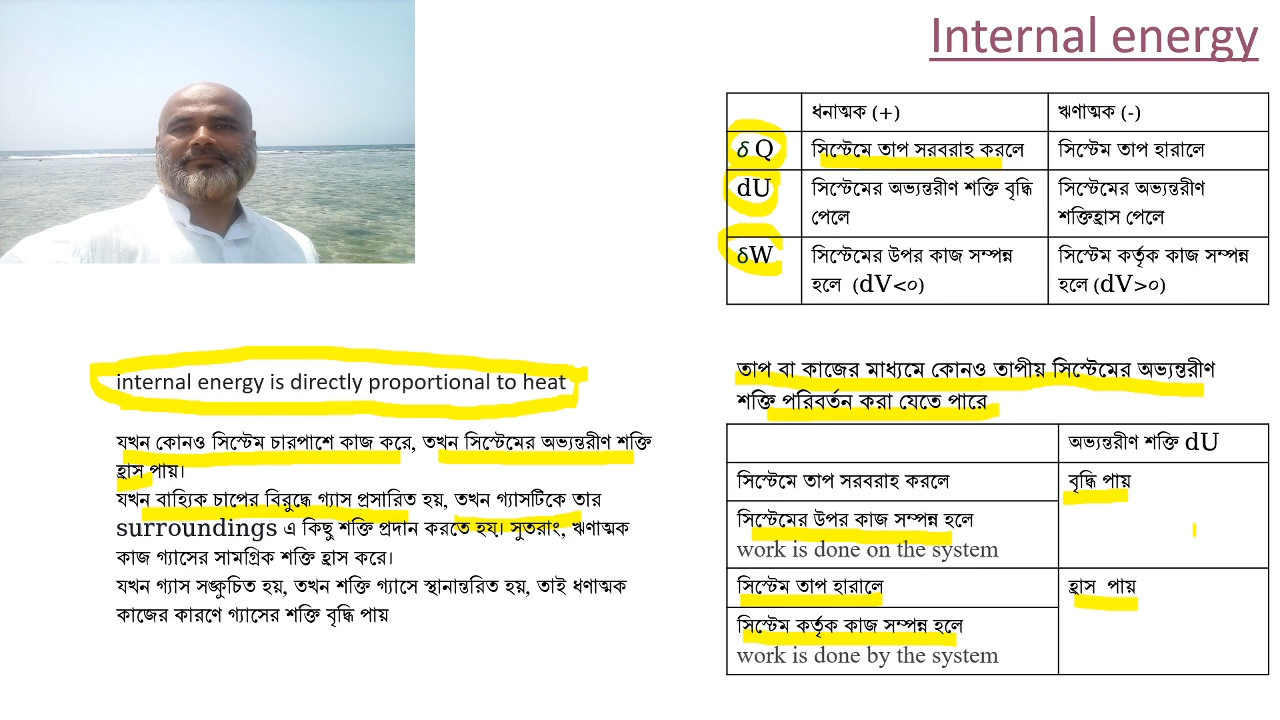 Internal energy
ধনাত্মক (+) ঋণাত্মক (-)
δ Q সিস্টেমে তাপ সরবরাহ করলে সিস্টেম তাপ হারালে
dU সিস্টেমের অভ্যন্তরীণ শক্তি বৃদ্ধি সিস্টেমের অভ্যন্তরীণ
পেলে শক্তিহ্রাস পেলে
δW সিস্টেমের উপর কাজ সম্পন্ন সিস্টেম কর্তৃক কাজ সম্পন্ন
হলে (dV<০) হলে (dV>০)
internal energy is directly proportional to heat
যখন কোনও সিস্টেম চারপাশে কাজ করে, তখন সিস্টেমের অভ্যন্তরীণ শক্তি
হ্রাস পায়।
যখন বাহ্যিক চাপের বিরুদ্ধে গ্যাস প্রসারিত হয়, তখন গ্যাসটিকে তার
surroundings এ কিছু শক্তি প্রদান করতে হয়। সুতরাং, ঋণাত্মক
কাজ গ্যাসের সামগ্রিক শক্তি হ্রাস করে।
যখন গ্যাস সঙ্কুচিত হয়, তখন শক্তি গ্যাসে স্থানান্তরিত হয়, তাই ধণাত্মক
কাজের কারণে গ্যাসের শক্তি বৃদ্ধি পায়
তাপ বা কাজের মাধ্যমে কোনও তাপীয় সিস্টেমের অভ্যন্তরীণ
শক্তি পরিবর্তন করা যেতে পারে
অভ্যন্তরীণ শক্তি dU
সিস্টেমে তাপ সরবরাহ করলে বৃদ্ধি পায়
সিস্টেমের উপর কাজ সম্পন্ন হলে
work is done on the system
সিস্টেম তাপ হারালে হ্রাস পায়
সিস্টেম কর্তৃক কাজ সম্পন্ন হলে
work is done by the system